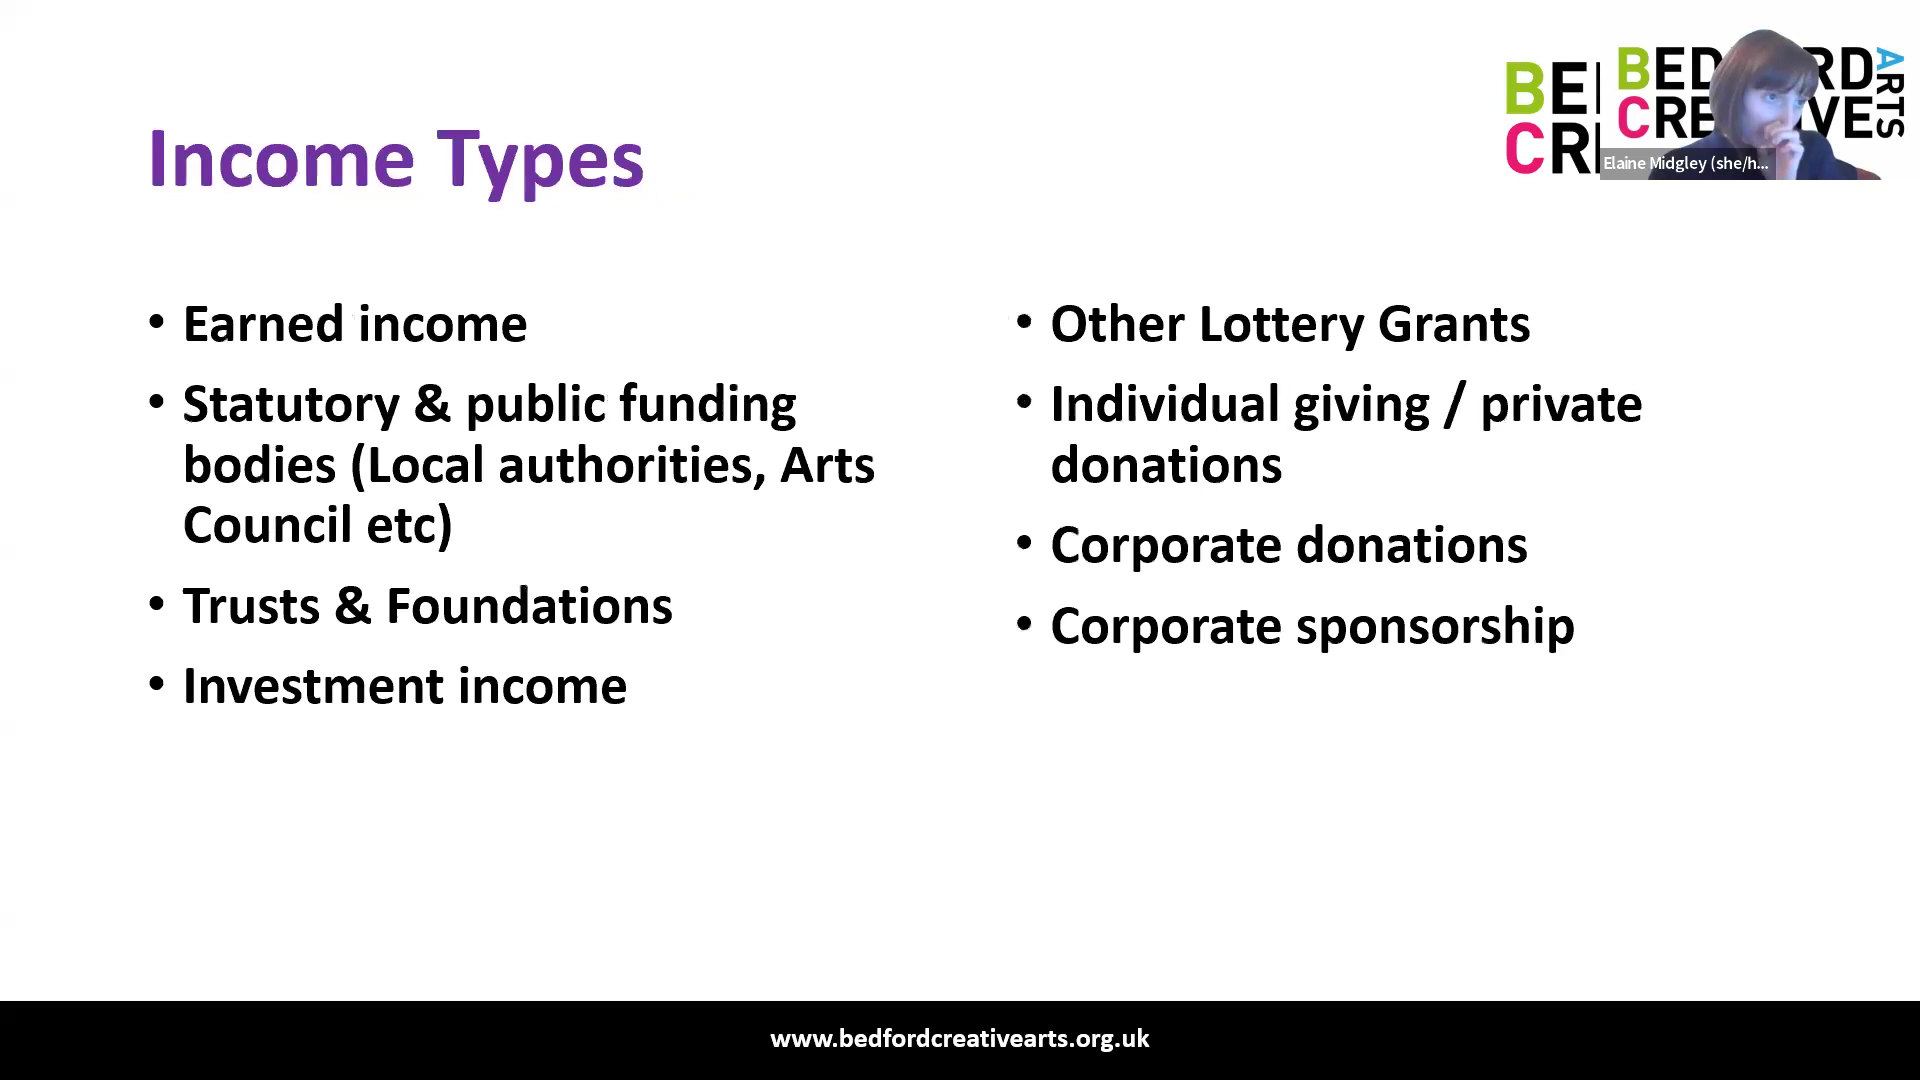 Income Types
• Earned income
• Statutory & public funding
bodies (Local authorities, Arts
Council etc)
• Trusts & Foundations
• Investment income
• Other Lottery Grants
• Individual giving / private
donations
• Corporate donations
• Corporate sponsorship
ARTS
Elaine Midgley (she/h...
www.bedfordcreativearts.org.uk